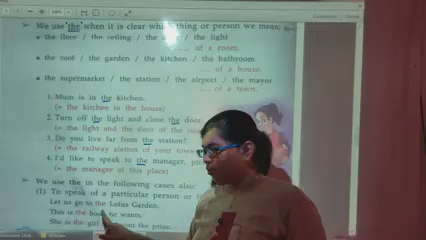 We use 'the' when it is clear which thing or person we mean;
• the floor / the ceiling / the / the light
.... of a room.
• the roof / the garden / the kitchen / the bathroom
.... of a house.
• the supermarket / the station / the airport / the mayor
.... of a town.
1. Mum is in the kitchen.
(= the kitchen in the house)
2. Turn off the light and close the door.
(= the light and the door of the
3. Do you live far from the station?
(= the railway station of your town
4. I'd like to speak to the manager,
(= the manager of this place)
We use the in the following cases also:
(1) To speak of a particular person or
Let us go to the Lotus Garden.
This is the wants.
She is the girl the prize.